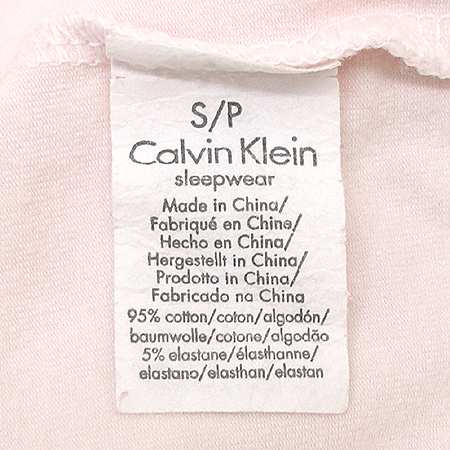 S/P
Calvin Klein
sleepwear
Made in China/
Fabriqué en Chine/
Hecho en China/
Hergestellt in China/
Prodotto in China/
Fabricado na China
95% cotton/coton/algodón/
baumwolle/cotone/algodão
5% elastane/élasthanne/
elastano/elasthan/elastan